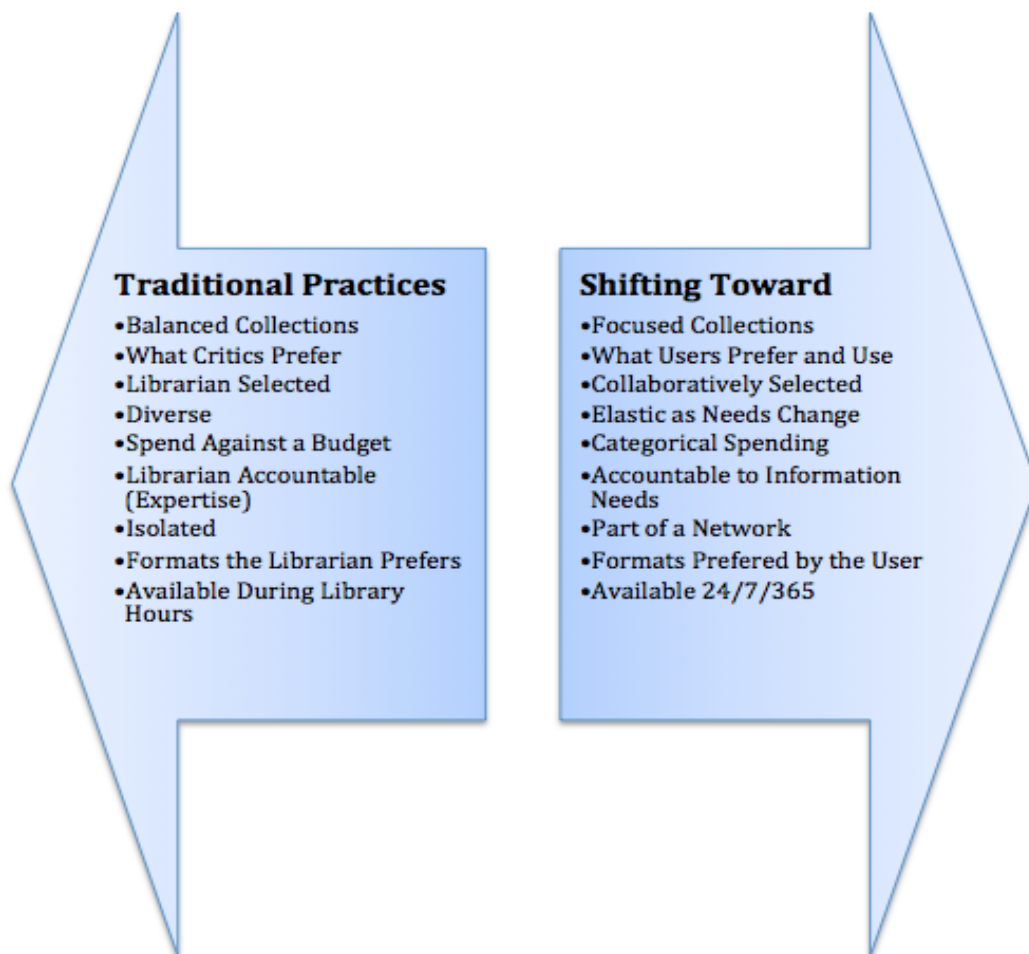 Traditional Practices
•Balanced Collections
•What Critics Prefer
•Librarian Selected
•Diverse
•Spend Against a Budget
•Librarian Accountable
(Expertise)
•Isolated
•Formats the Librarian Prefers
•Available During Library
Hours
Shifting Toward
•Focused Collections
•What Users Prefer and Use
•Collaboratively Selected
•Elastic as Needs Change
•Categorical Spending
•Accountable to Information
Needs
•Part of a Network
•Formats Prefered by the User
•Available 24/7/365